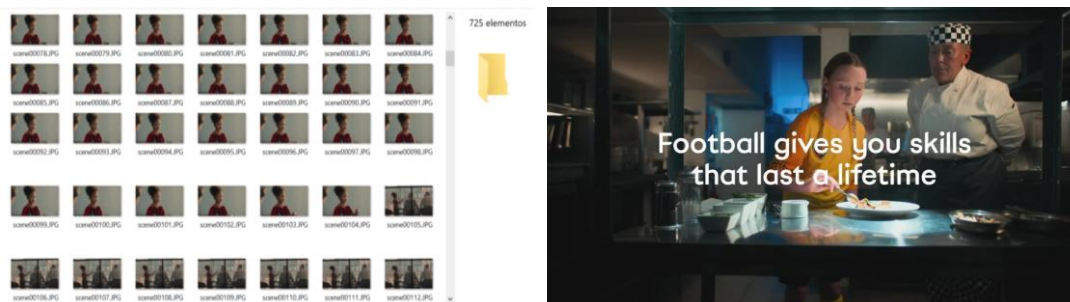 725 elementos
scene00078.JPG scene00079.JPG scene00080.JPG scene00081.JPG scene00082.JPG scene00083.JPG scene00084.JPG
scene00085.JPG scene00086.JPG scene00087.JPG scene00088.JPG scene00089.JPG scene00090.JPG scene00091.JPG
scene00092.JPG scene00093.JPG scene00094.JPG scene00095.JPG scene00096.JPG scene00097.JPG scene00098.JPG
scene00099.JPG scene00100.JPG scene00101.JPG scene00102.JPG scene00103.JPG scene00104.JPG scene00105.JPG
scene00106.JPG scene00107.JPG scene00108.JPG scene00109.JPG scene00110.JPG scene00111.JPG scene00112.JPG
Football gives you skills
that last a lifetime